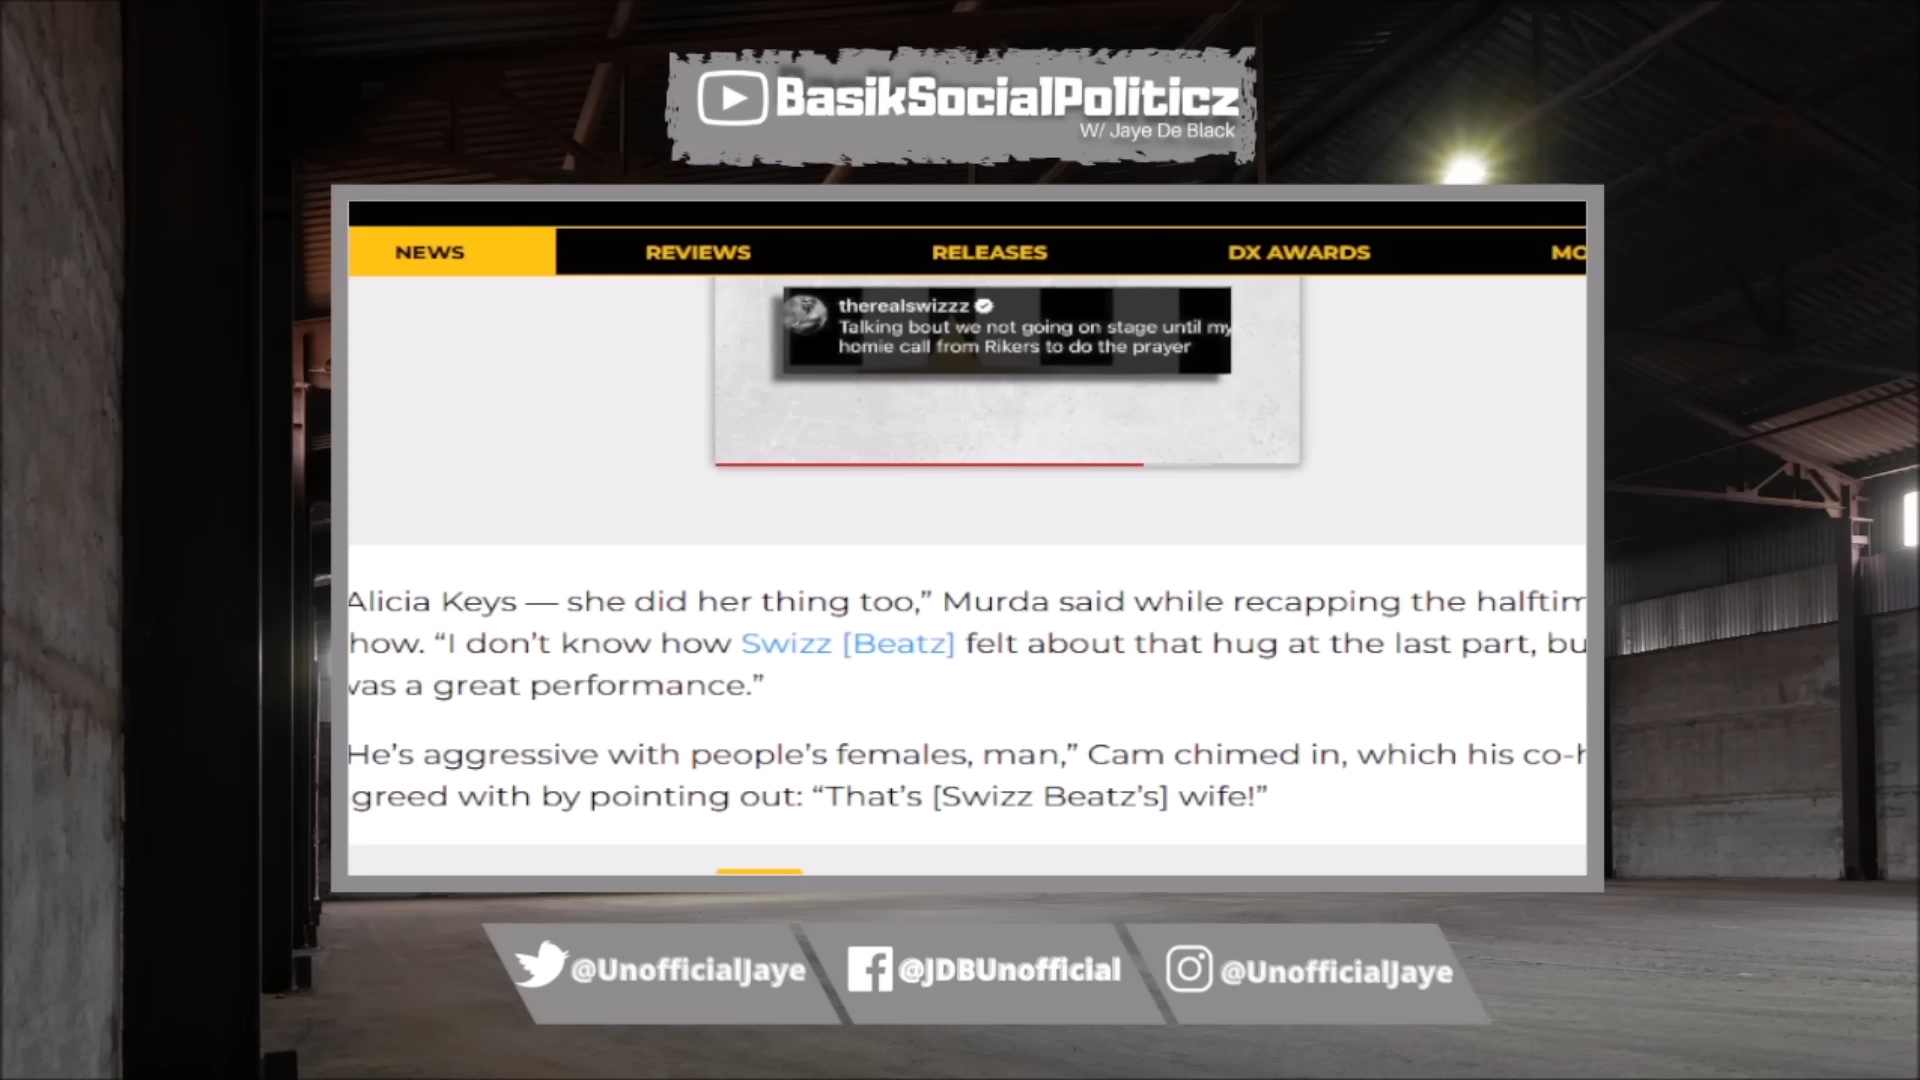 BasikSocialPoliticz
W/ Jaye De Black
NEWS REVIEWS RELEASES DX AWARDS MO
therealswizzz
Talking bout we not going on stage until my
homie call from Rikers to do the prayer
Alicia Keys — she did her thing too,” Murda said while recapping the halftim
how. “I don’t know how Swizz [Beatz] felt about that hug at the last part, bu
was a great performance.”
He’s aggressive with people’s females, man,” Cam chimed in, which his co-h
greed with by pointing out: “That’s [Swizz Beatz’s] wife!”
@UnofficialJaye @JDBUnofficial @UnofficialJaye